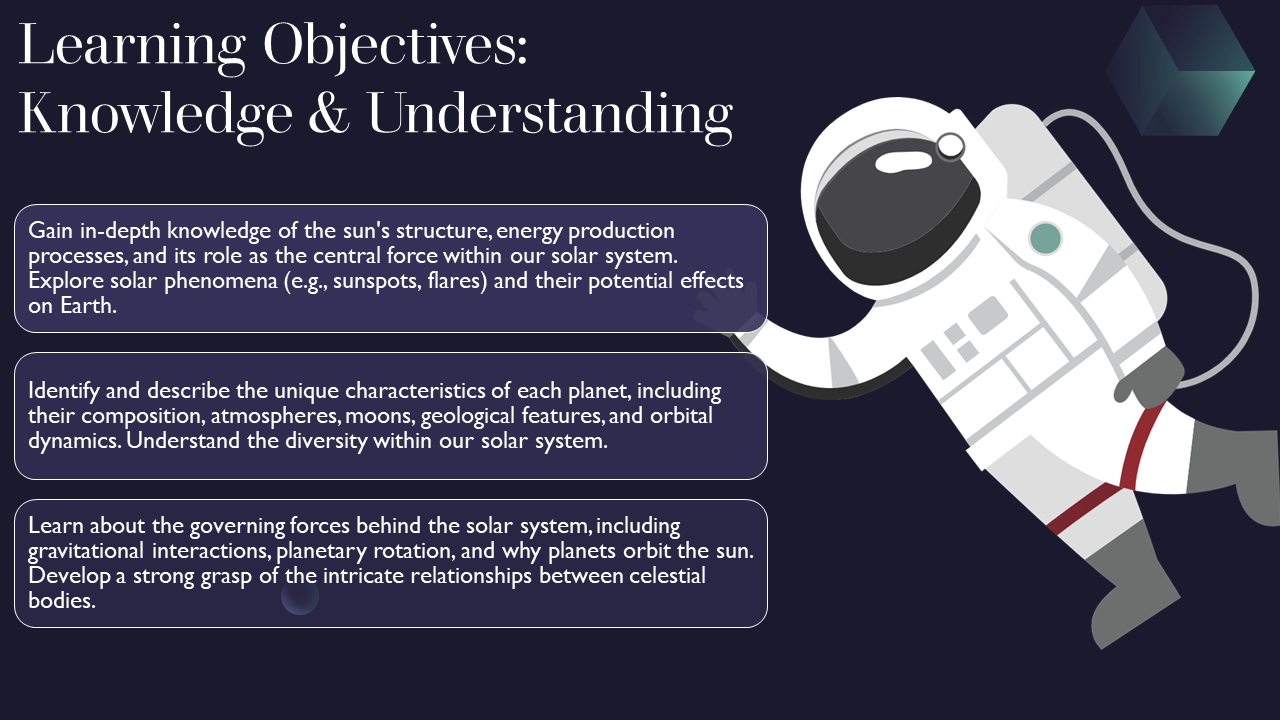 Learning Objectives:
Knowledge & Understanding
Gain in-depth knowledge of the sun's structure, energy production
processes, and its role as the central force within our solar system.
Explore solar phenomena (e.g., sunspots, flares) and their potential effects
on Earth.
Identify and describe the unique characteristics of each planet, including
their composition, atmospheres, moons, geological features, and orbital
dynamics. Understand the diversity within our solar system.
Learn about the governing forces behind the solar system, including
gravitational interactions, planetary rotation, and why planets orbit the sun.
Develop a strong grasp of the intricate relationships between celestial
bodies.